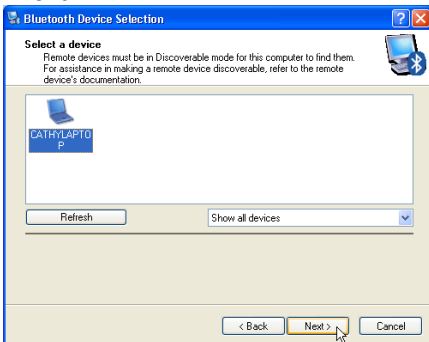 Bluetooth Device Selection
Select a device
Remote devices must be in Discoverable mode for this computer to find them.
For assistance in making a remote device discoverable, refer to the remote
device's documentation.
CATHYLAPTO
P
Refresh
Show all devices
< Back
Next >
Cancel